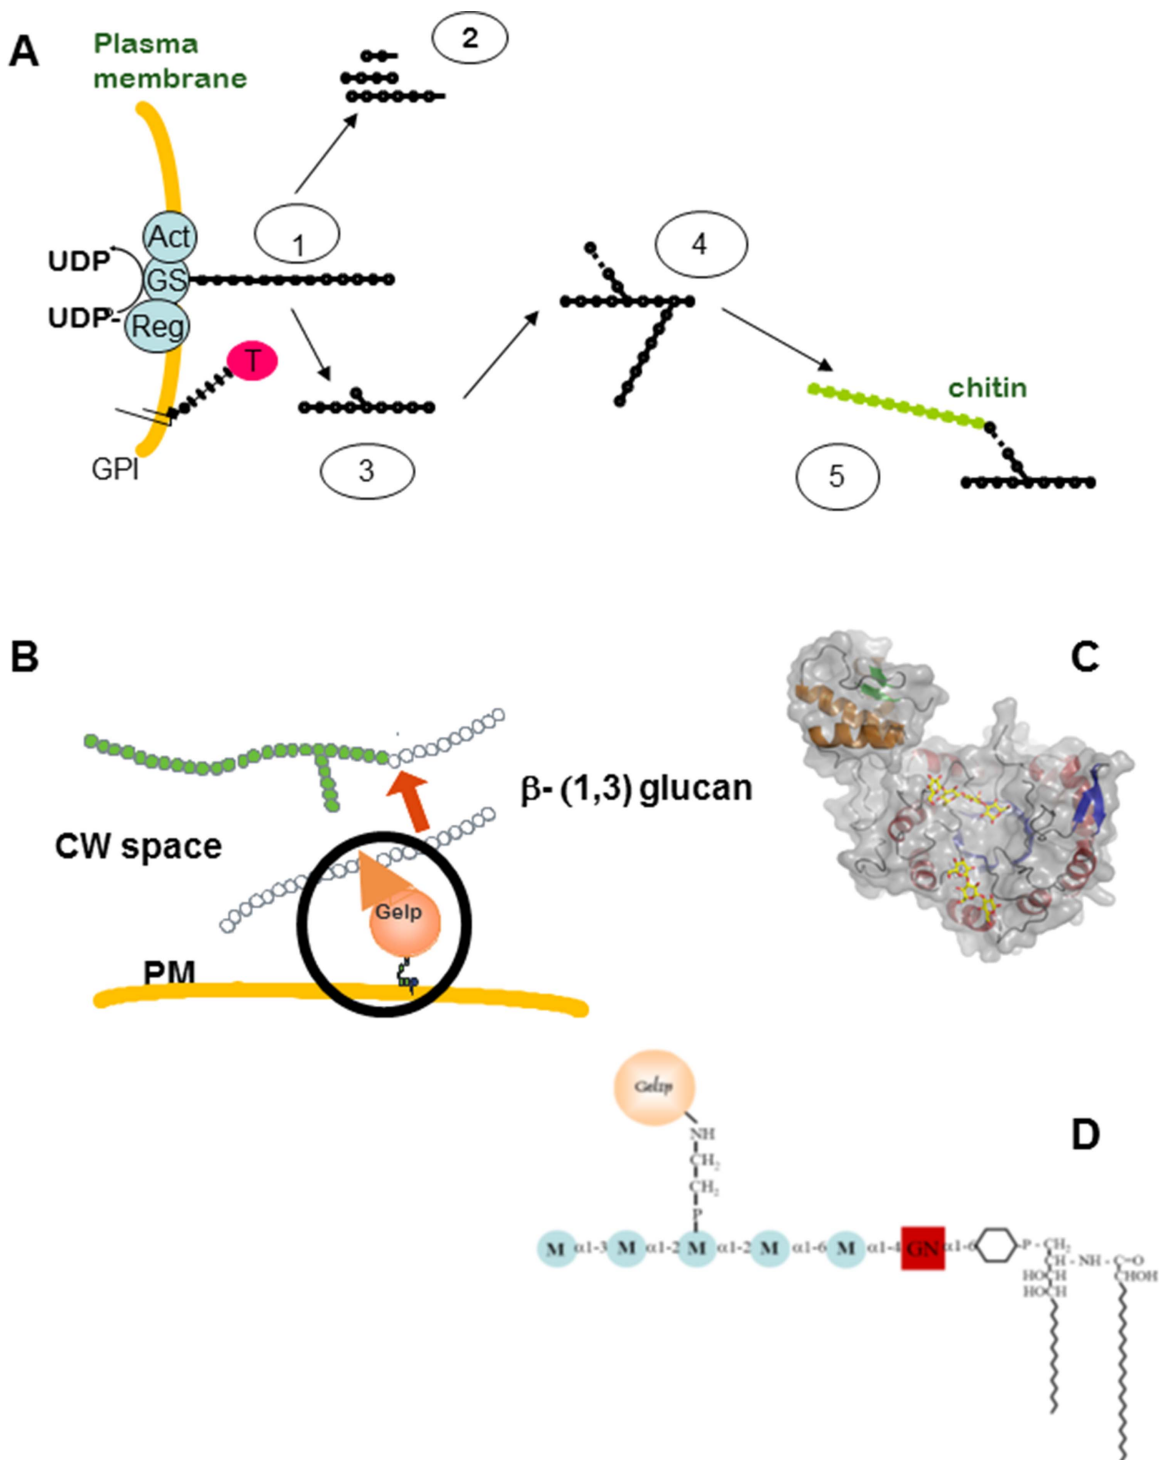 A
Plasma
membrane
2
1
Act
UDP
GS
UDP-
Reg
T
GPI
3
4
chitin
5
B
C
β- (1,3) glucan
CW space
Gelp
PM
D
Gelp
NH
CH2
CH2
P
M α1-3 M α1-2 M α1-2 M α1-6 M α1-4 GN α1-6 P - CH2
CH - NH - C=O
HOCH CHOH
HOCH